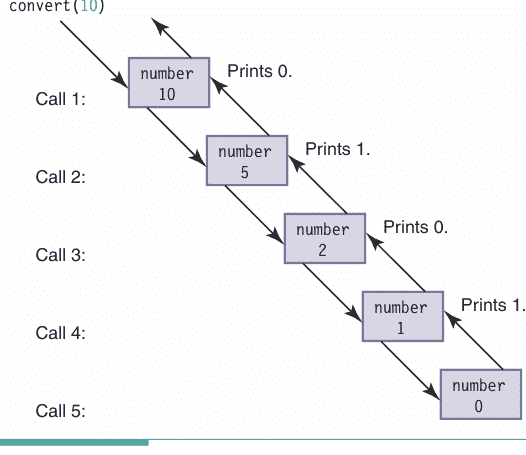 convert(10)
number
10
Prints 0.
Call 1:
number
5
Prints 1.
Call 2:
number
2
Prints 0.
Call 3:
number
1
Prints 1.
Call 4:
number
0
Call 5: